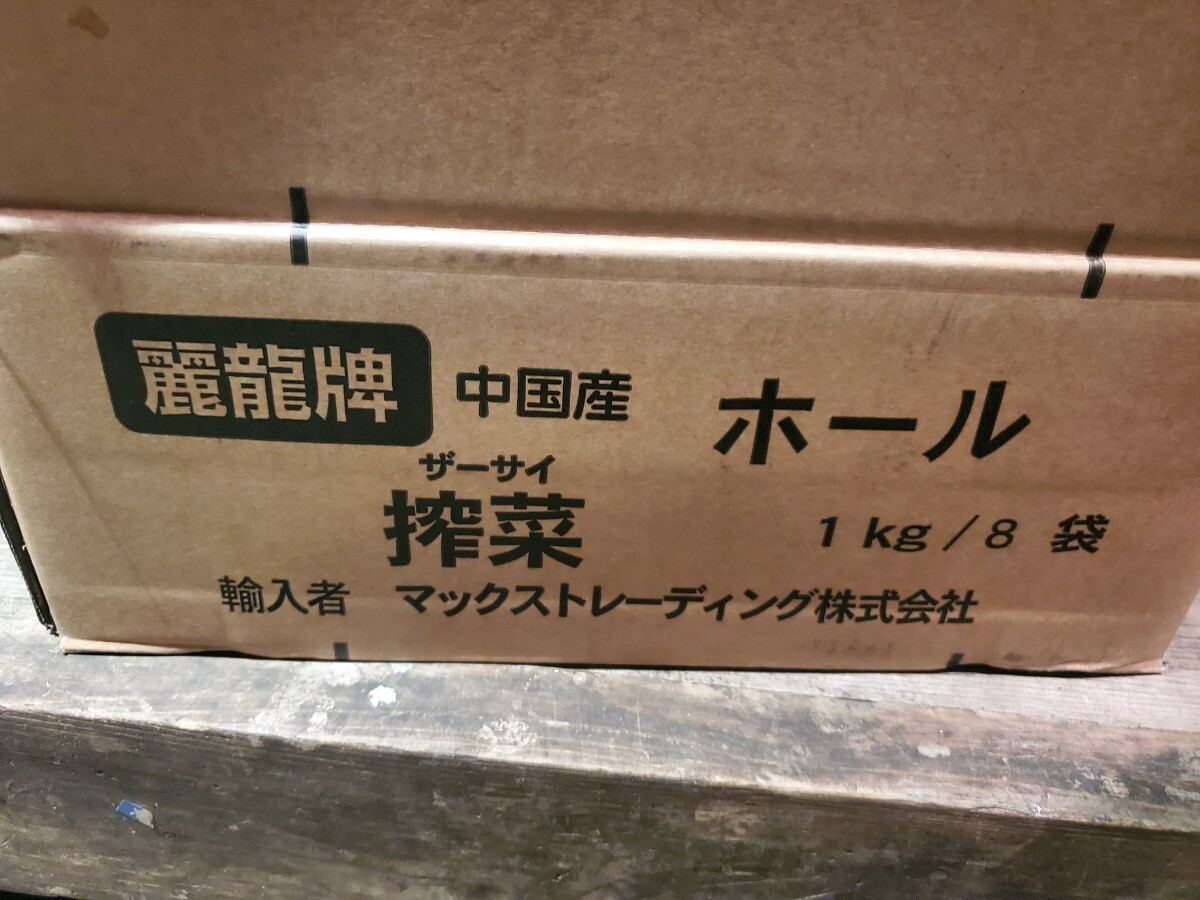 麗龍牌 中国産 ホール
ザーサイ
搾菜 1kg/8 袋
輸入者 マックストレーディング株式会社